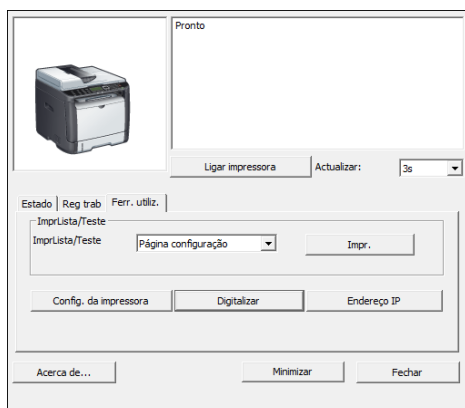 Pronto
Ligar impressora Actualizar: 3s
Estado Reg trab Ferr. utiliz.
ImprLista/Teste
ImprLista/Teste Página configuração Impr.
Config. da impressora Digitalizar Endereço IP
Acerca de... Minimizar Fechar